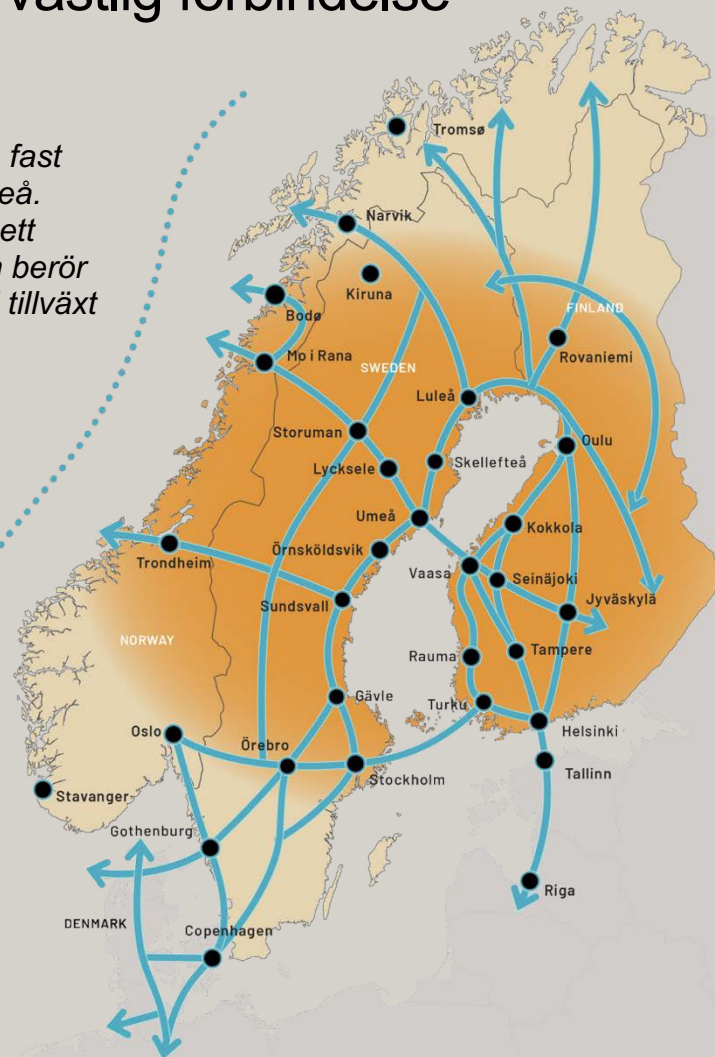 västlig förbindelse
fast
ett
berör
tillväxt
Tromsø
Narvik
Kiruna
Bodø
FINLAND
Mo i Rana
Rovaniemi
SWEDEN
Luleå
Storuman
Oulu
Lycksele
Skellefteå
Umeå
Kokkola
Örnsköldsvik
Trondheim
Vaasa
Seinäjoki
Sundsvall
Jyväskylä
NORWAY
Rauma
Tampere
Gävle
Turku
Oslo
Örebro
Helsinki
Stockholm
Tallinn
Stavanger
Gothenburg
Riga
DENMARK
Copenhagen